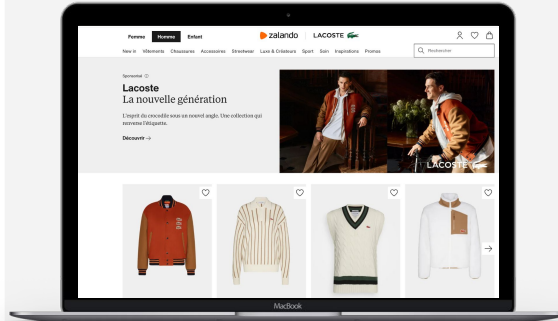 Femme Homme Enfant
zalando LACOSTE
New in Vêtements Chaussures Accessoires Streetwear Luxe & Créateurs Sport Soin Inspirations Promos
Rechercher
Sponsorisé
Lacoste
La nouvelle génération
L'esprit du crocodile sous un nouvel angle. Une collection qui
renverse l'étiquette.
Découvrir →
LACOSTE
MacBook